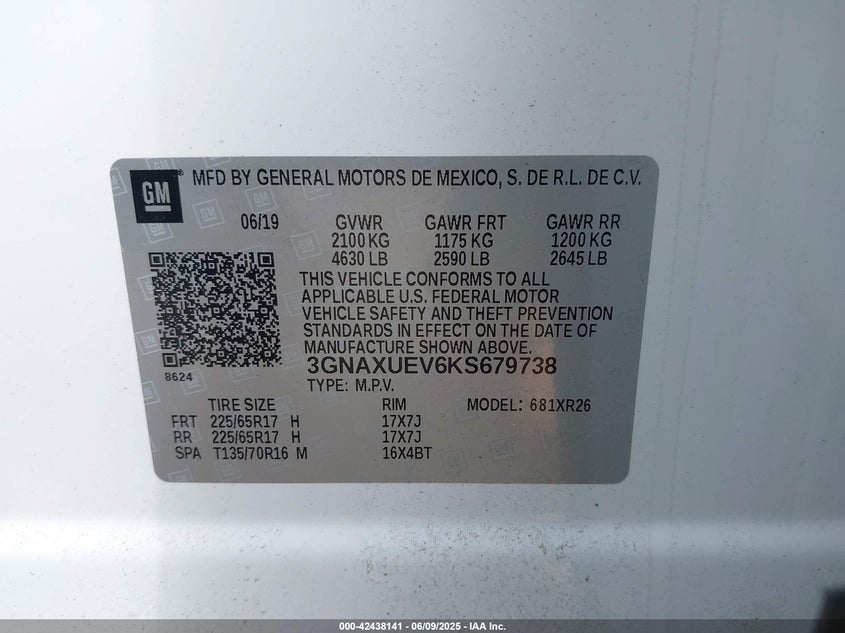 GM ® MFD BY GENERAL MOTORS DE MEXICO, S. DE R.L. DE C.V.
06/19 GVWR GAWR FRT GAWR RR
2100 KG 1175 KG 1200 KG
4630 LB 2590 LB 2645 LB
THIS VEHICLE CONFORMS TO ALL
APPLICABLE U.S. FEDERAL MOTOR
VEHICLE SAFETY AND THEFT PREVENTION
STANDARDS IN EFFECT ON THE DATE OF
MANUFACTURE SHOWN ABOVE.
3GNAXUEV6KS679738
8624
TYPE: M.P.V.
TIRE SIZE RIM MODEL: 681XR26
FRT 225/65R17 H 17X7J
RR 225/65R17 H 17X7J
SPA T135/70R16 M 16X4BT
000-42438141 - 06/09/2025 - IAA Inc.